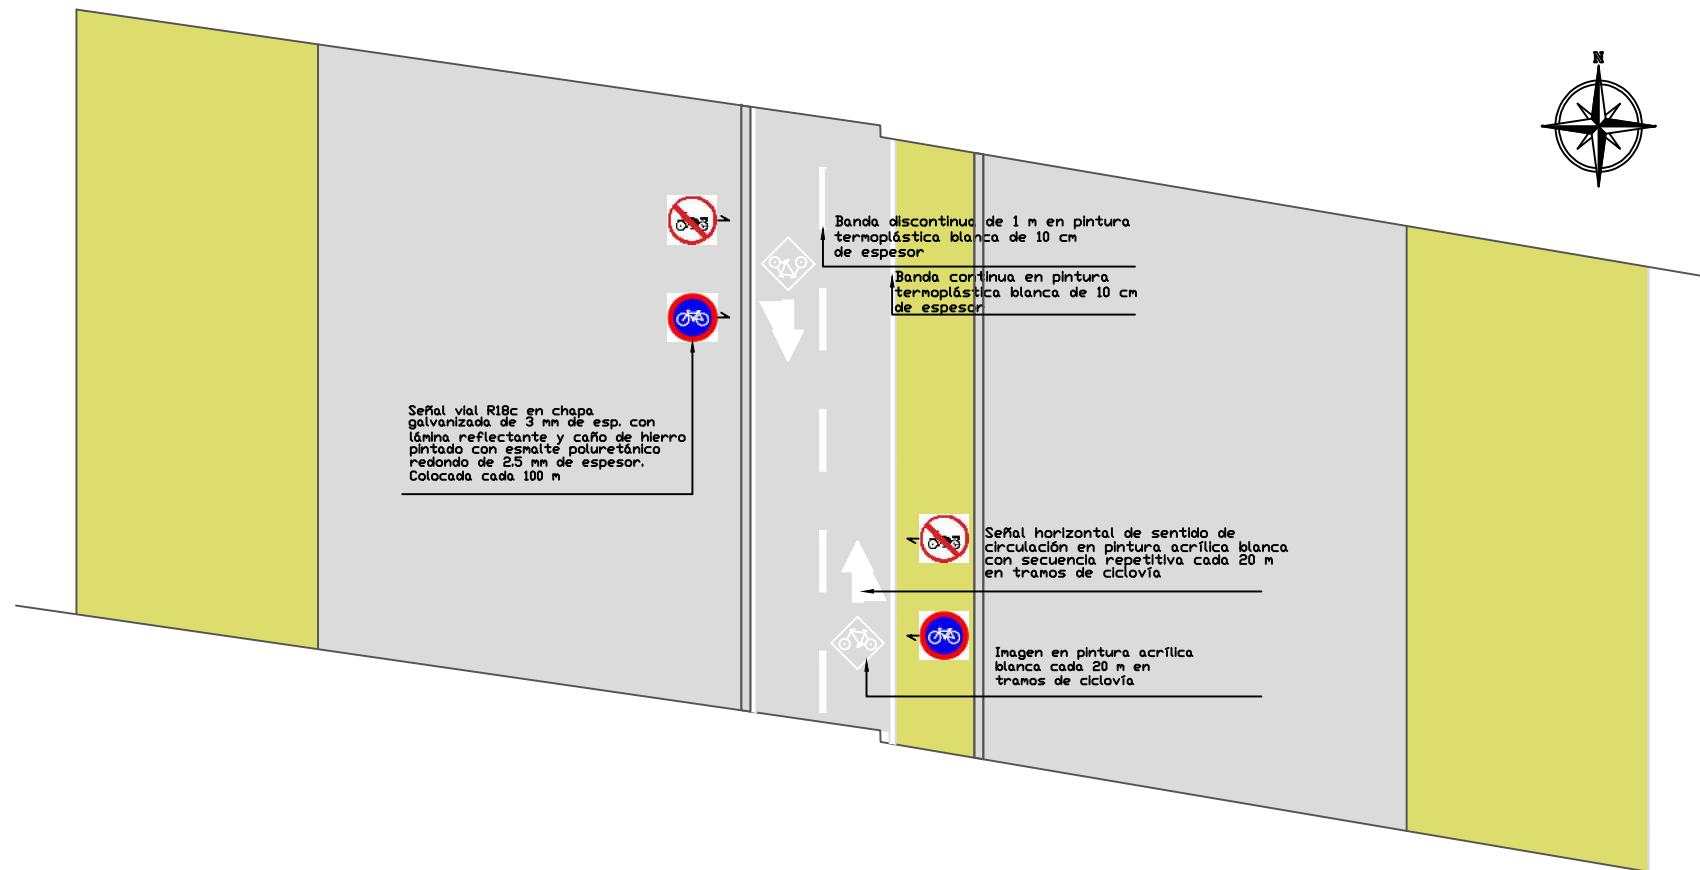 N
Banda discontinua de 1 m en pintura
termoplástica blanca de 10 cm
de espesor
Banda continua en pintura
termoplástica blanca de 10 cm
de espesor
Señal vial R18c en chapa
galvanizada de 3 mm de esp. con
lámina reflectante y caño de hierro
pintado con esmalte poluretánico
redondo de 2.5 mm de espesor.
Colocada cada 100 m
Señal horizontal de sentido de
circulación en pintura acrílica blanca
con secuencia repetitiva cada 20 m
en tramos de ciclovía
Imagen en pintura acrílica
blanca cada 20 m en
tramos de ciclovía